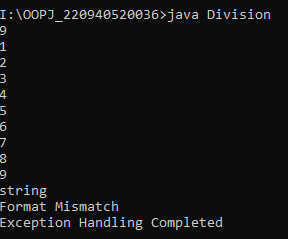 I:\OOPJ_220940520036>java Division
9
1
2
3
4
5
6
7
8
9
string
Format Mismatch
Exception Handling Completed